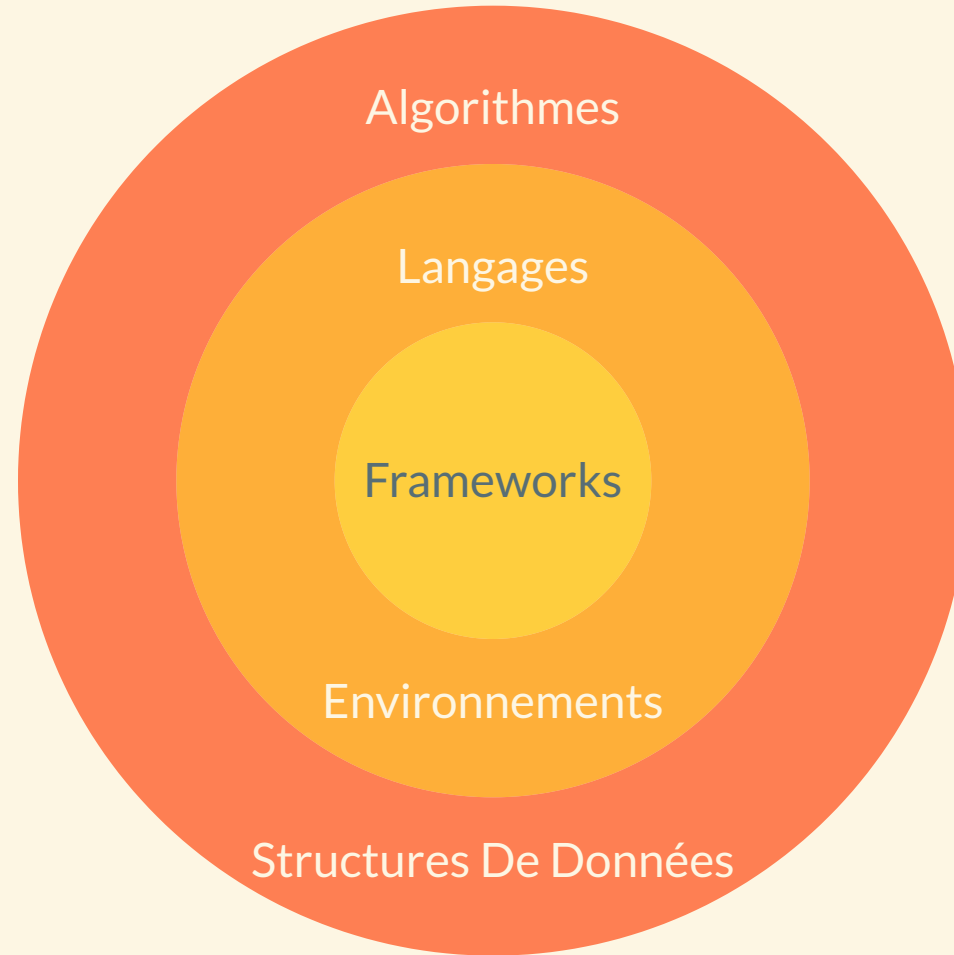 Algorithmes
Langages
Frameworks
Environnements
Structures De Données